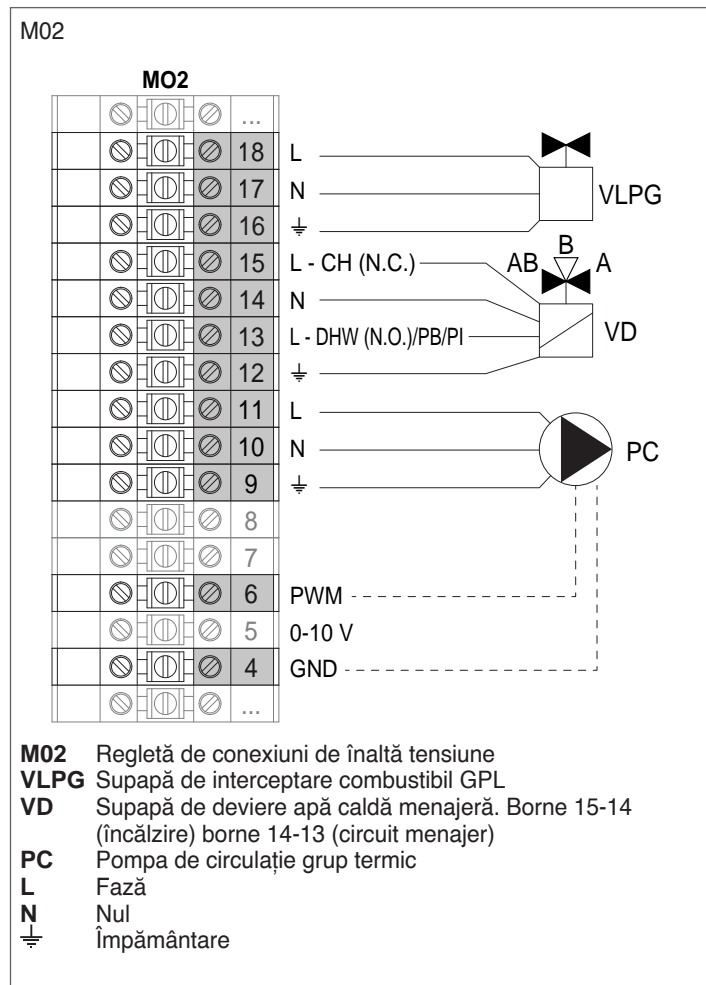 M02
MO2
...
18 L
17 N VLPG
16 ⏚
B
15 L - CH (N.C.) AB A
14 N
13 L - DHW (N.O.)/PB/PI VD
12 ⏚
11 L
10 N PC
9 ⏚
8
7
6 PWM
5 0-10 V
4 GND
...
M02 Regletă de conexiuni de înaltă tensiune
VLPG Supapă de interceptare combustibil GPL
VD Supapă de deviere apă caldă menajeră. Borne 15-14
(încălzire) borne 14-13 (circuit menajer)
PC Pompa de circulație grup termic
L Fază
N Nul
⏚ Împământare